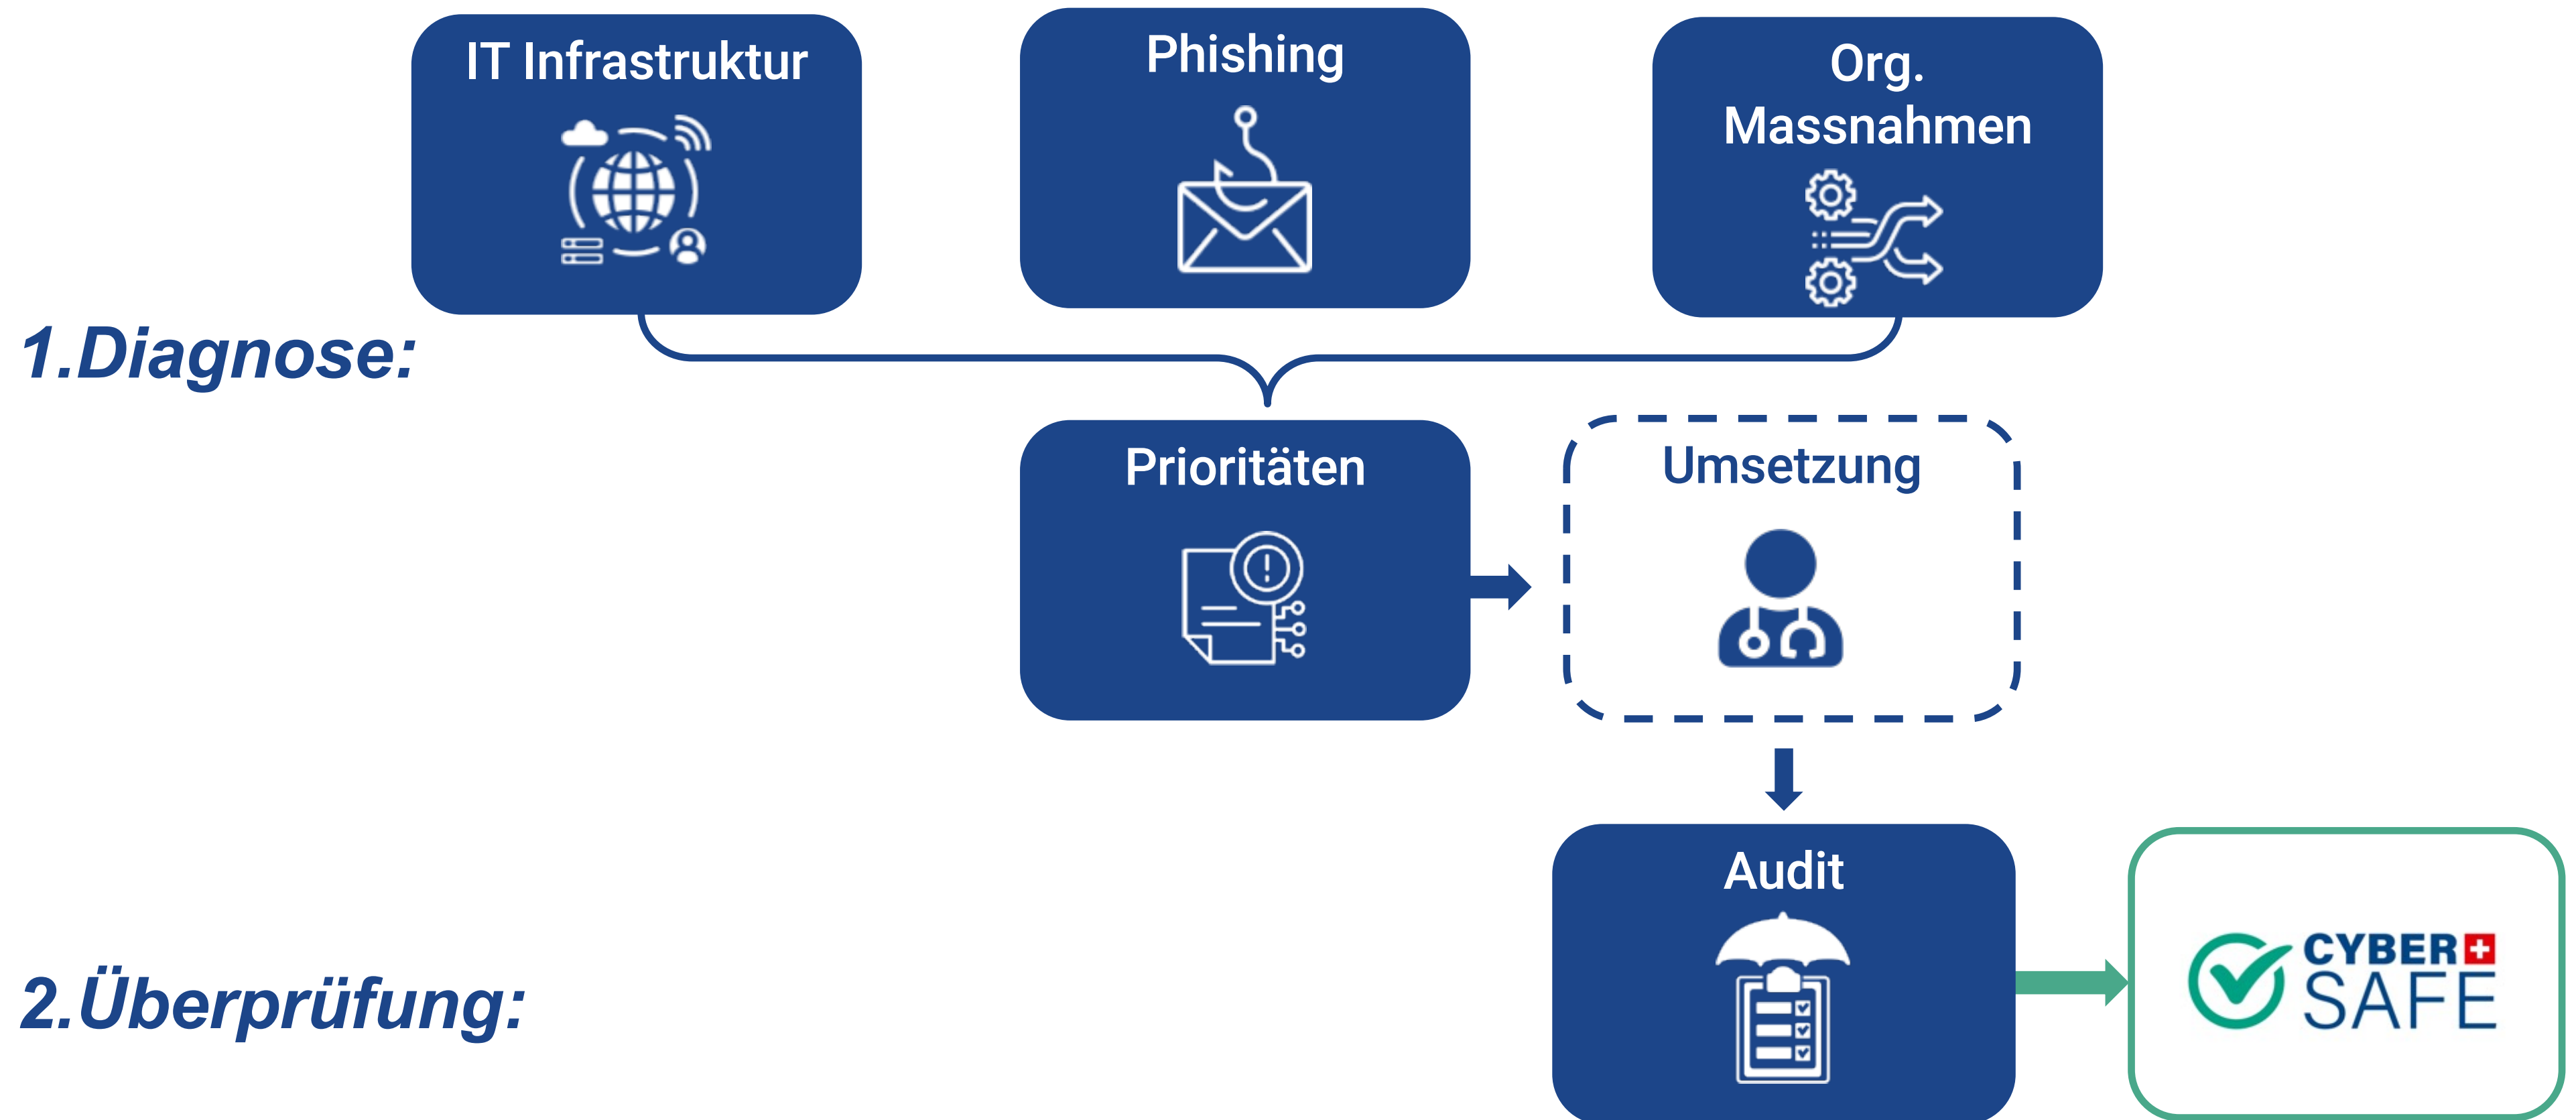 IT Infrastruktur
Phishing
Org.
Massnahmen
1.Diagnose:
Prioritäten
Umsetzung
Audit
2.Überprüfung:
CYBER
SAFE